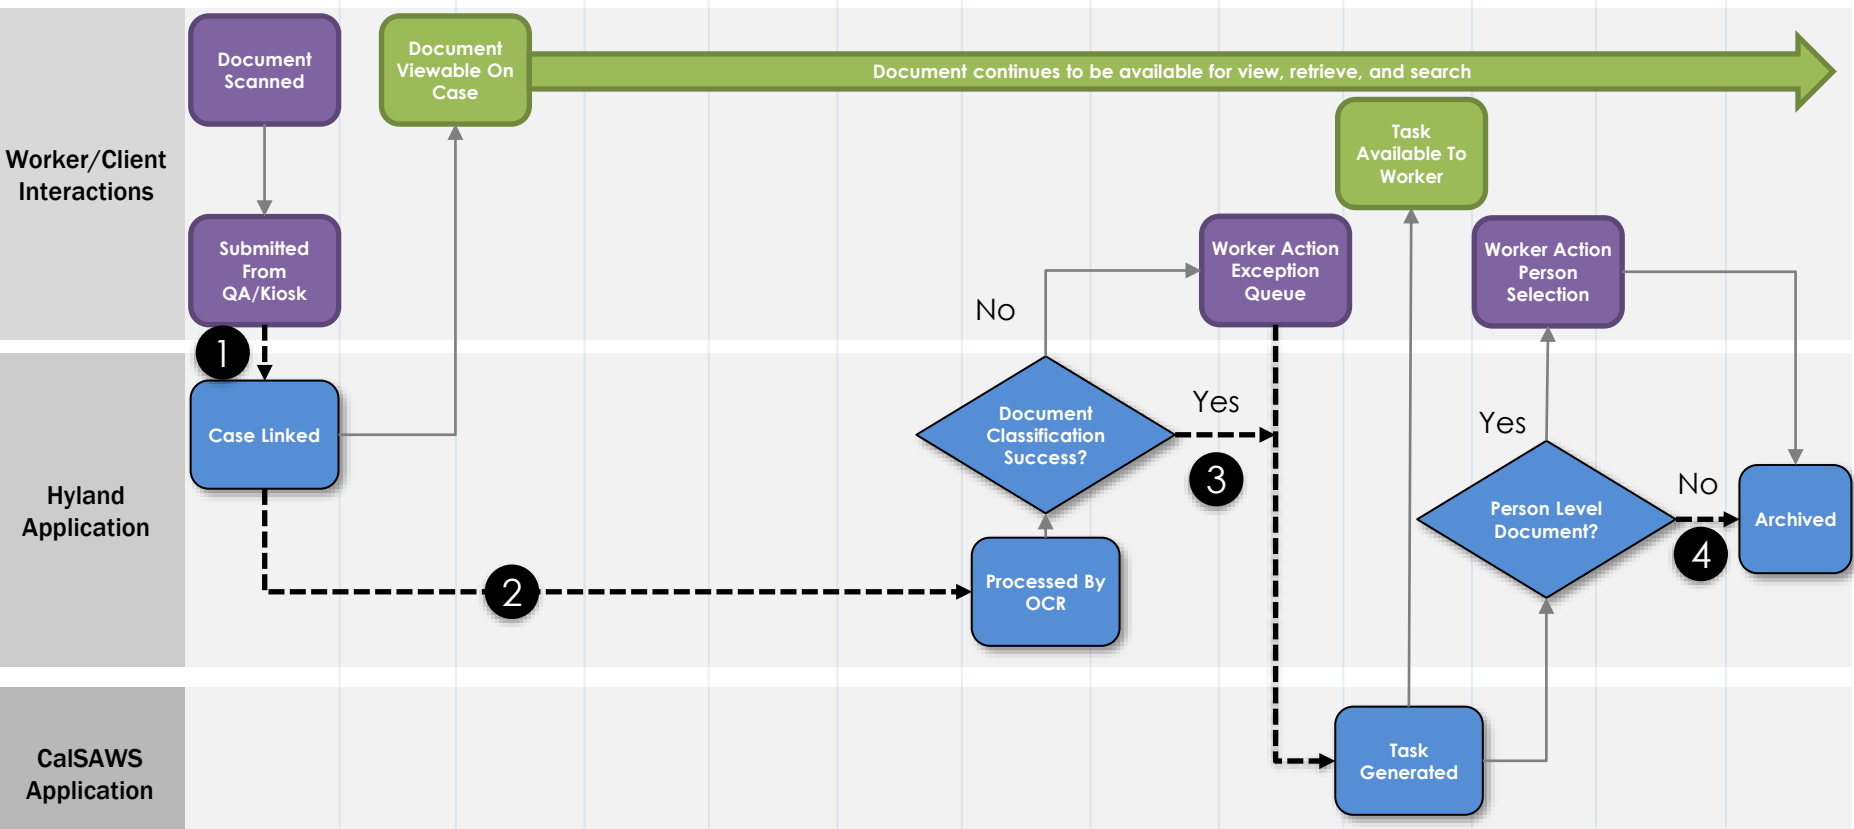 Document
Scanned
Document
Viewable On
Case
Document continues to be available for view, retrieve, and search
Task
Available To
Worker
Worker/Client
Interactions
Submitted
From
QA/Kiosk
Worker Action
Exception
Queue
Worker Action
Person
Selection
No
1
Case Linked
Document
Classification
Success?
Yes
3
Yes
Hyland
Application
Person Level
Document?
No
4
Archived
2
Processed By
OCR
CalSAWS
Application
Task
Generated